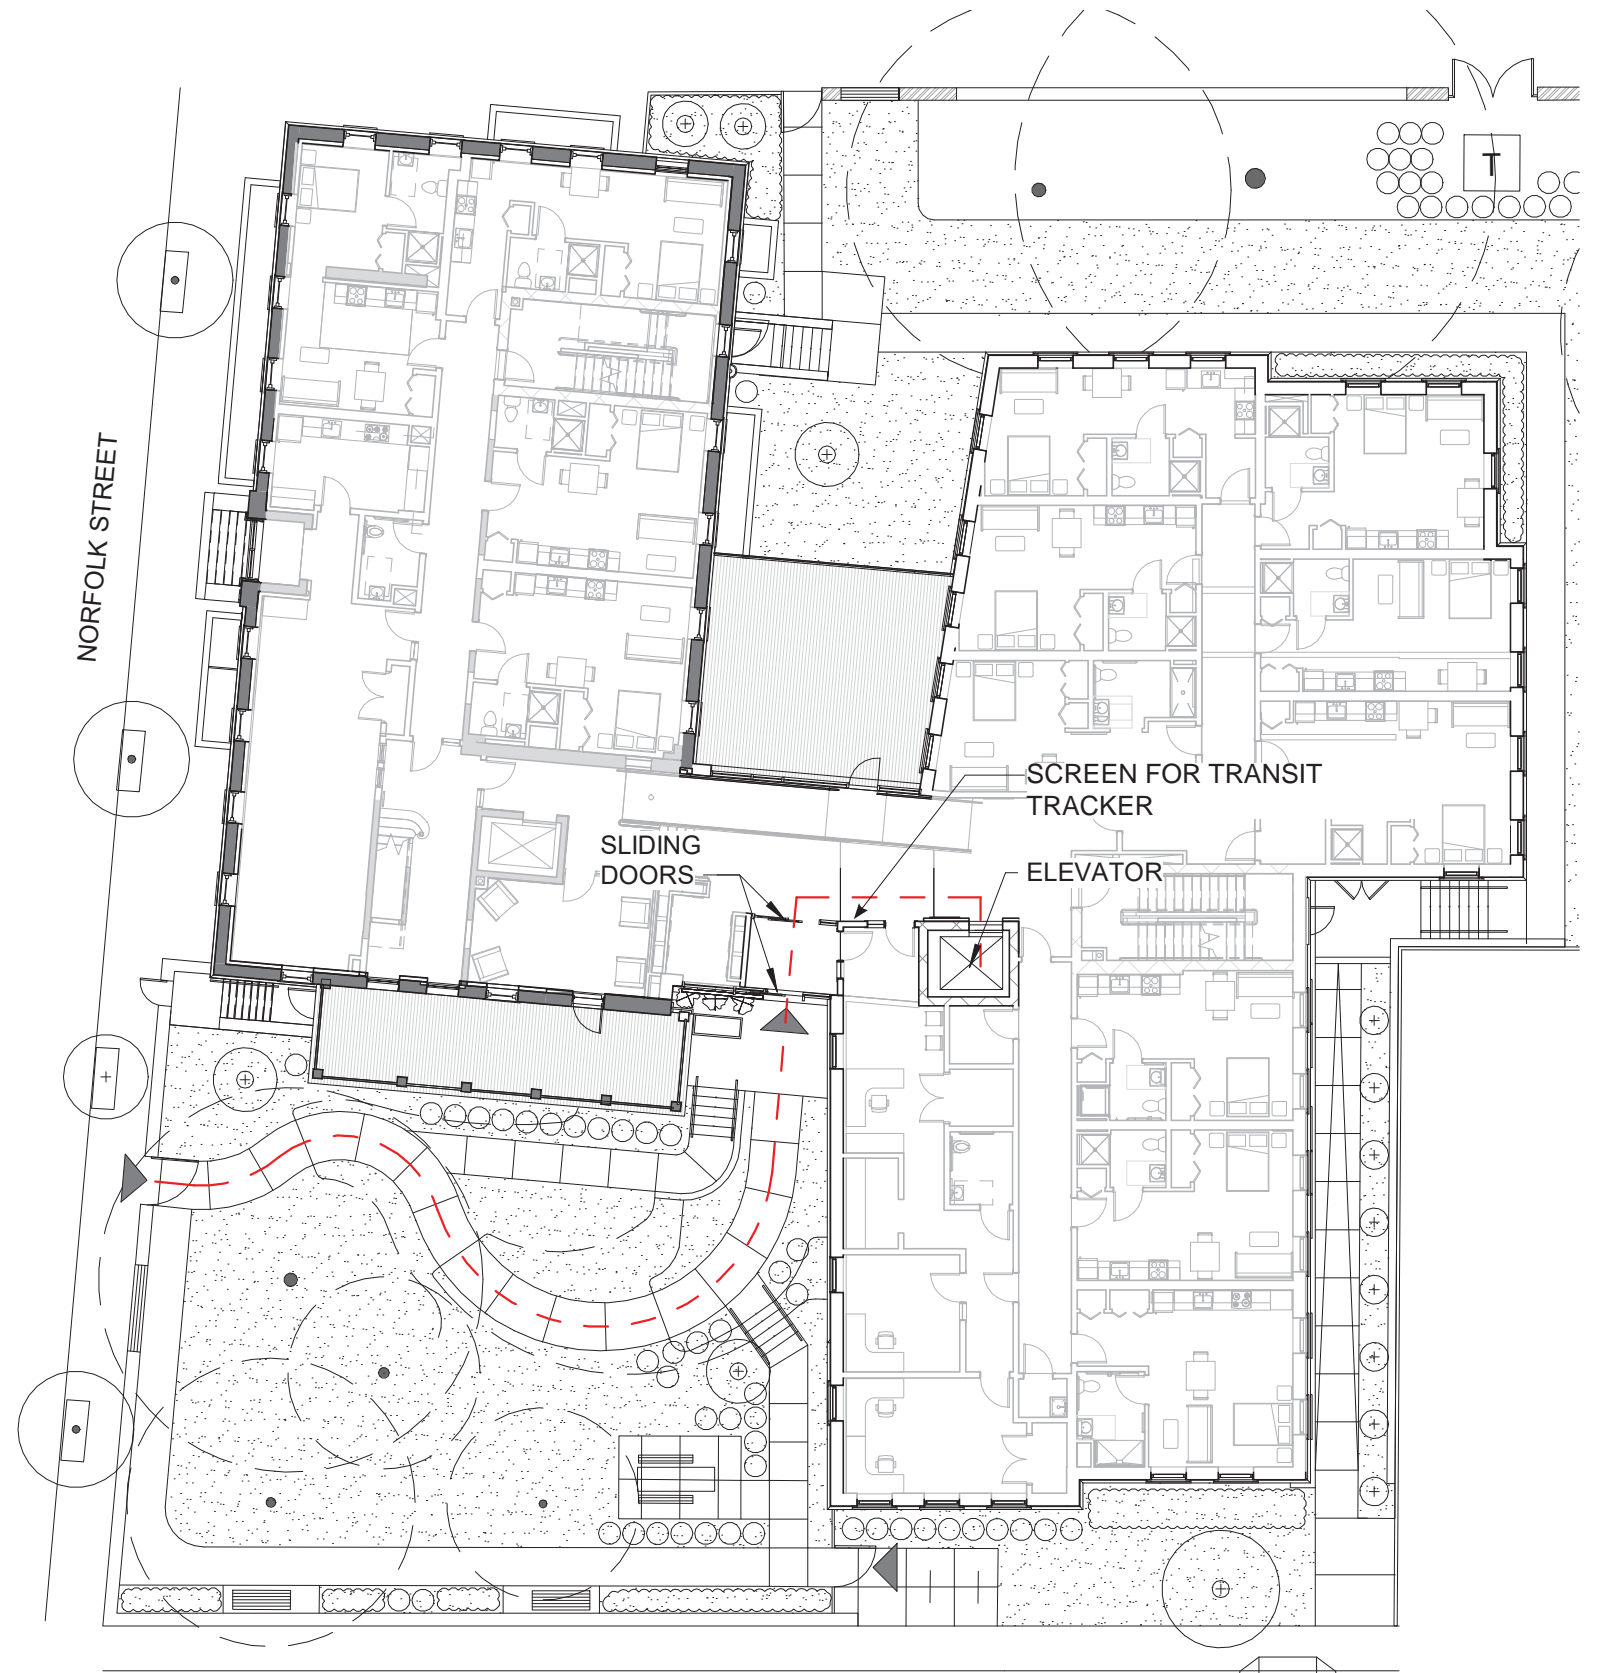 T
NORFOLK STREET
SCREEN FOR TRANSIT
TRACKER
SLIDING
DOORS
ELEVATOR